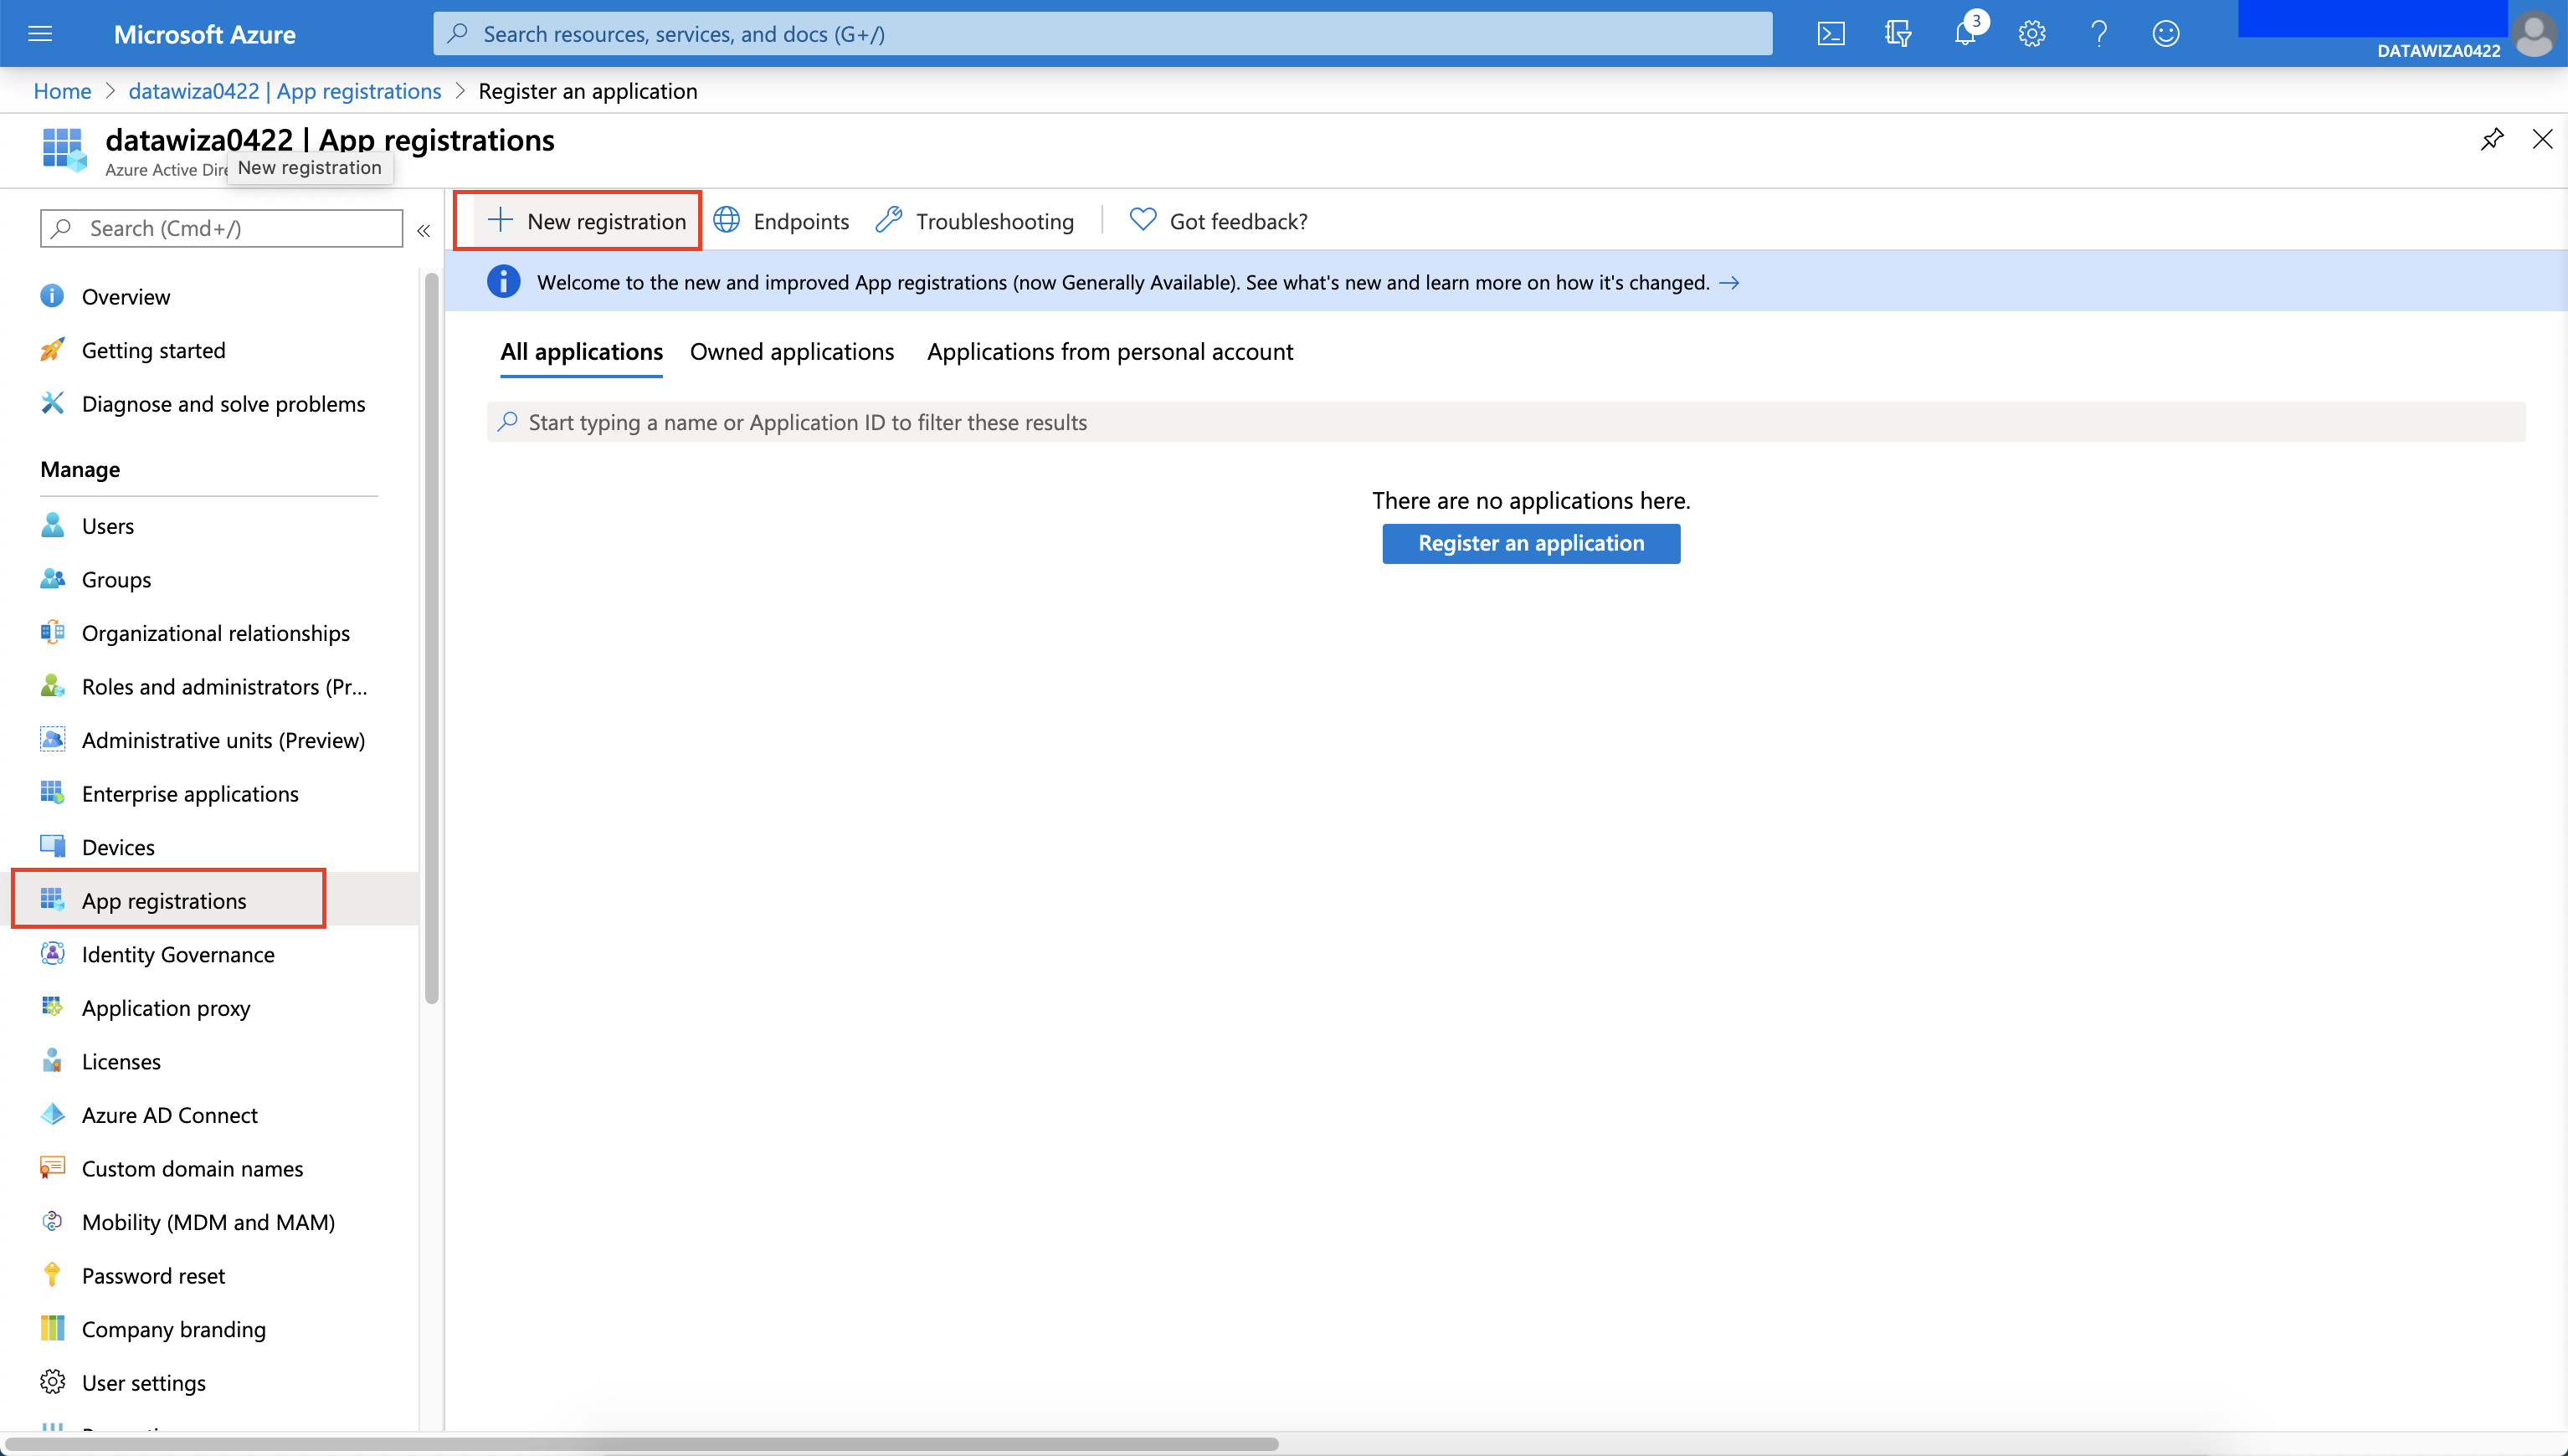 Microsoft Azure
Search resources, services, and docs (G+/)
3
DATAWIZA0422
Home > datawiza0422 | App registrations > Register an application
datawiza0422 | App registrations
Azure Active Dire
New registration
Search (Cmd+/)
«
New registration
Endpoints
Troubleshooting
Got feedback?
Welcome to the new and improved App registrations (now Generally Available). See what's new and learn more on how it's changed. →
All applications
Owned applications
Applications from personal account
Start typing a name or Application ID to filter these results
There are no applications here.
Register an application
Overview
Getting started
Diagnose and solve problems
Manage
Users
Groups
Organizational relationships
Roles and administrators (Pr...
Administrative units (Preview)
Enterprise applications
Devices
App registrations
Identity Governance
Application proxy
Licenses
Azure AD Connect
Custom domain names
Mobility (MDM and MAM)
Password reset
Company branding
User settings